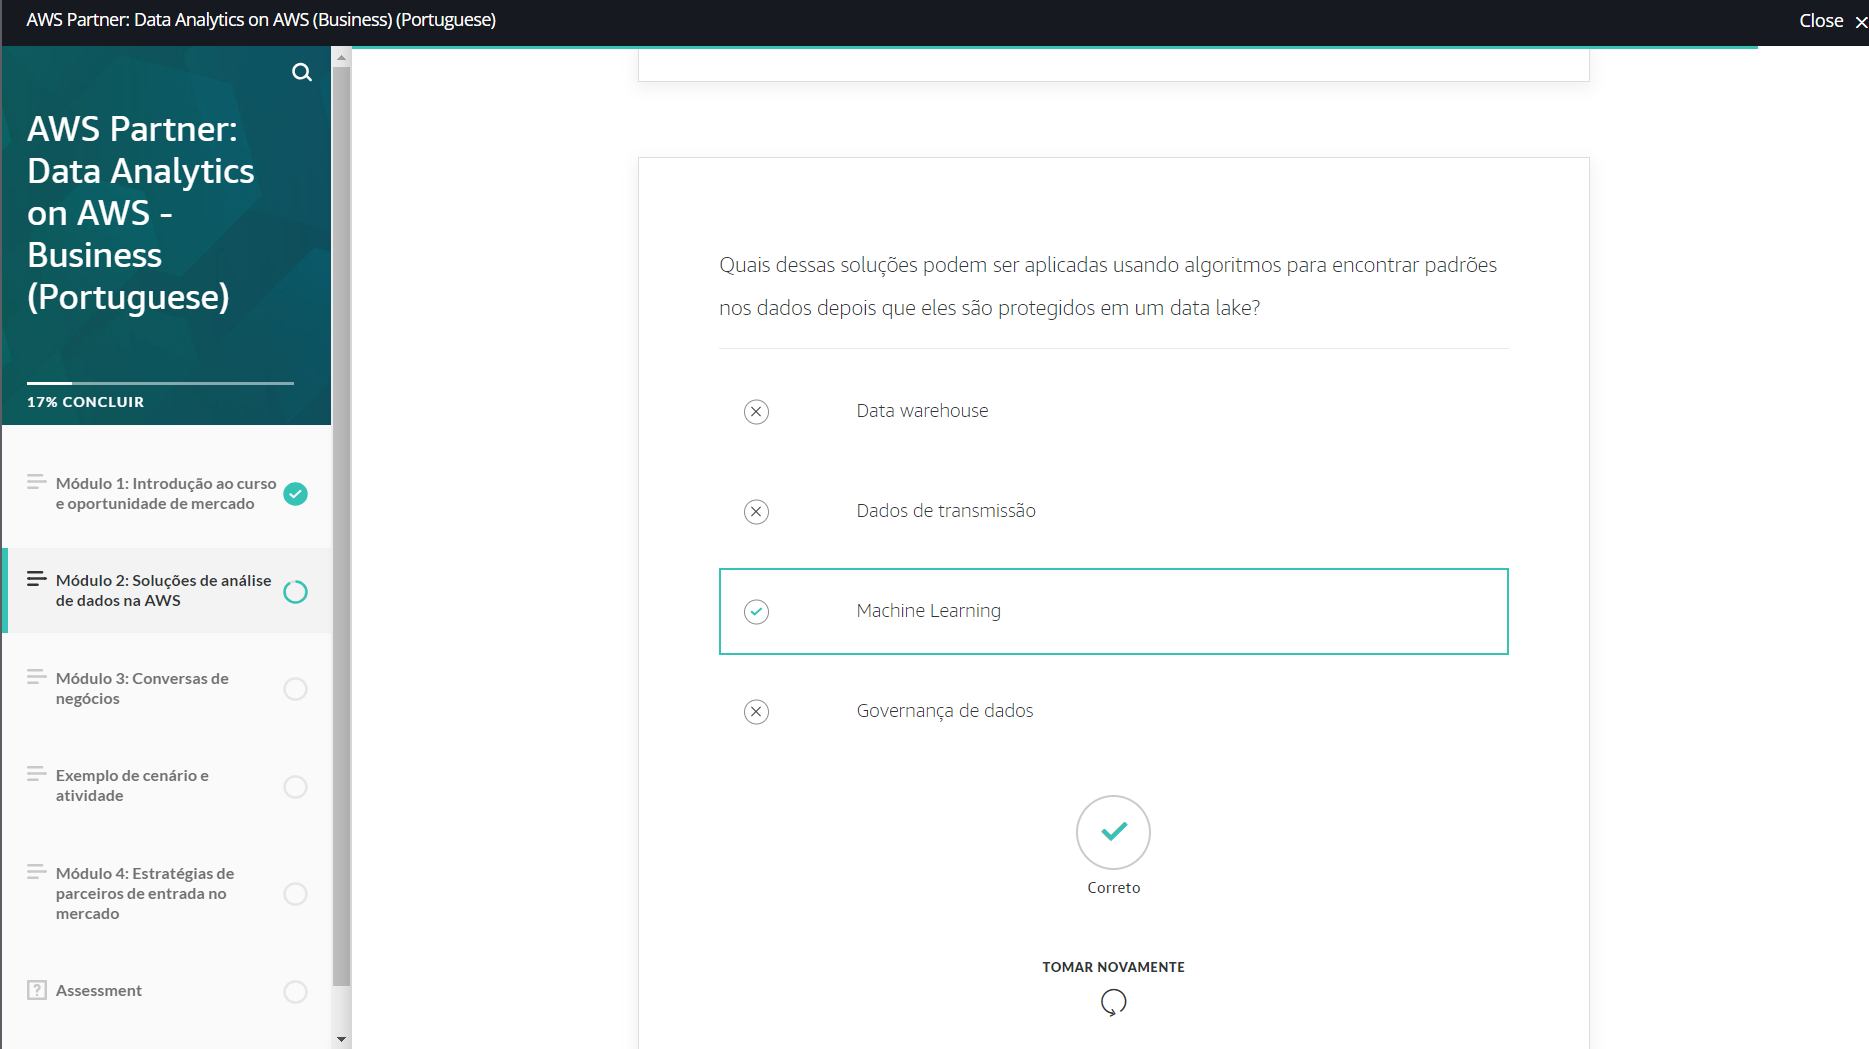 AWS Partner: Data Analytics on AWS (Business) (Portuguese)
Close
AWS Partner:
Data Analytics
on AWS -
Business
(Portuguese)
17% CONCLUIR
Módulo 1: Introdução ao curso
e oportunidade de mercado
Módulo 2: Soluções de análise
de dados na AWS
Módulo 3: Conversas de
negócios
Exemplo de cenário e
atividade
Módulo 4: Estratégias de
parceiros de entrada no
mercado
Assessment
Quais dessas soluções podem ser aplicadas usando algoritmos para encontrar padrões
nos dados depois que eles são protegidos em um data lake?
Data warehouse
Dados de transmissão
Machine Learning
Governança de dados
Correto
TOMAR NOVAMENTE